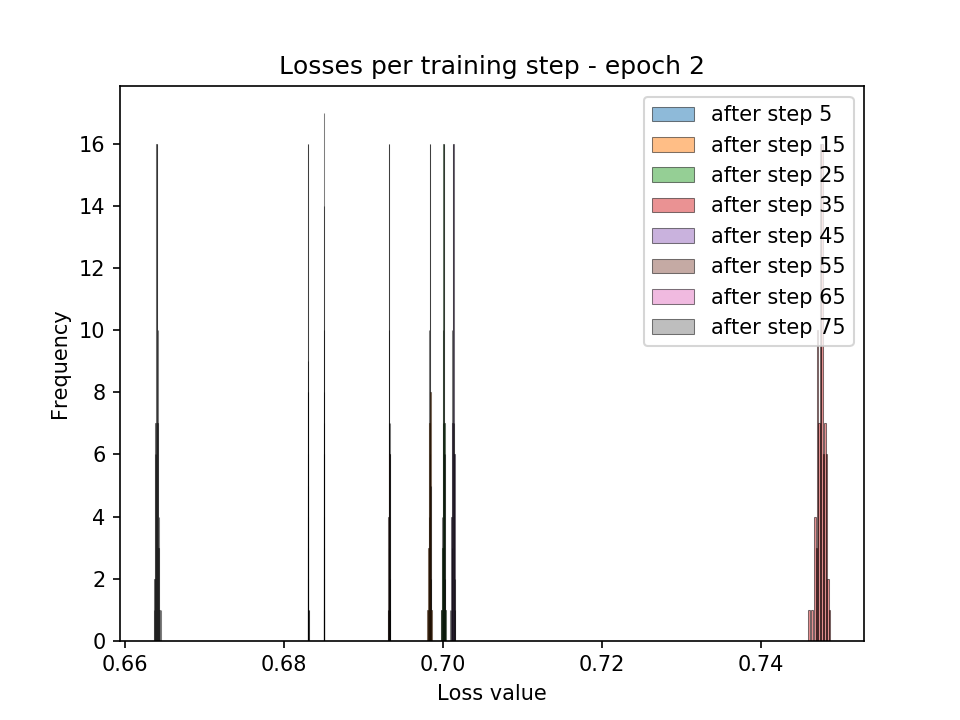 Losses per training step - epoch 2
after step 5
after step 15
after step 25
after step 35
after step 45
after step 55
after step 65
after step 75
16
14
12
10
8
6
4
2
0
Frequency
0.66 0.68 0.70 0.72 0.74
Loss value